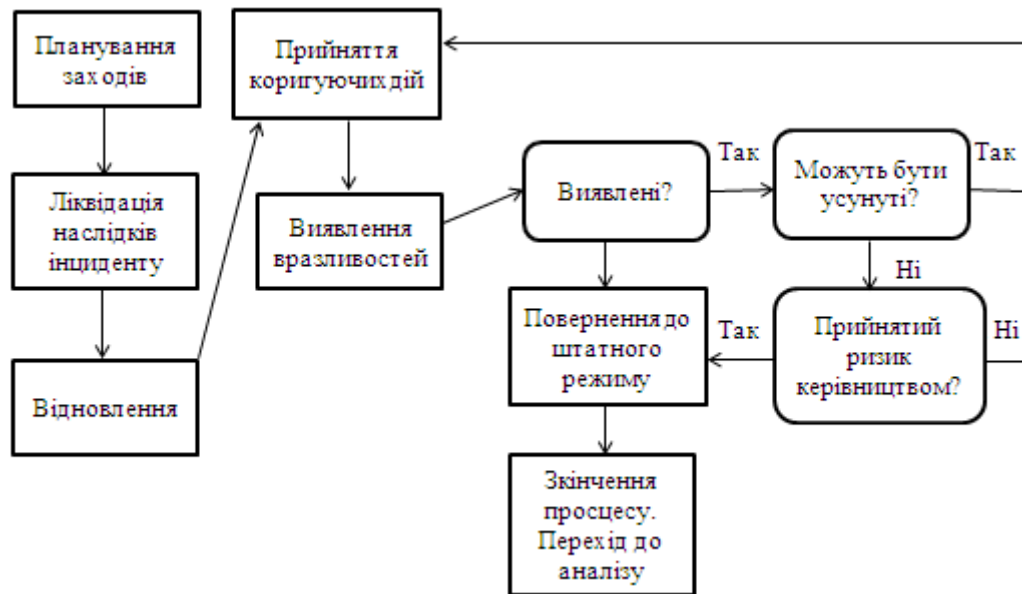 Планування
заходів
Ліквідація
наслідків
інциденту
Відновлення
Прийняття
коригуючих дій
Виявлення
вразливостей
Виявлені?
Так
Можуть бути
усунуті?
Так
Ні
Прийнятий
ризик
керівництвом?
Ні
Так
Повернення до
штатного
режиму
Зкінчення
просцесу.
Перехід до
аналізу